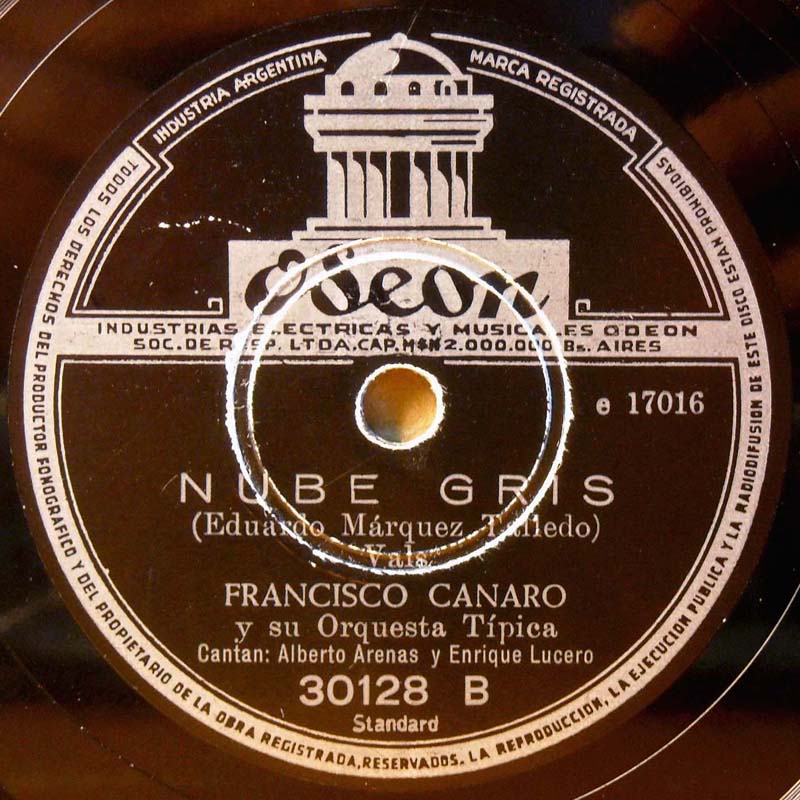 INDUSTRIA ARGENTINA
MARCA REGISTRADA
Odeon
INDUSTRIAS ELECTRICAS Y MUSICALES ODEON
SOC. DE RESP. LTDA. CAP. M$N 2.000.000 Bs. AIRES
e 17016
NUBE GRIS
(Eduardo Márquez Talledo)
Vals
FRANCISCO CANARO
y su Orquesta Típica
Cantan: Alberto Arenas y Enrique Lucero
30128 B
Standard
TODOS LOS DERECHOS DEL PRODUCTOR FONOGRAFICO Y DEL PROPIETARIO DE LA OBRA REGISTRADA, RESERVADOS. LA REPRODUCCION, LA EJECUCION PUBLICA Y LA RADIODIFUSION DE ESTE DISCO ESTAN PROHIBIDAS